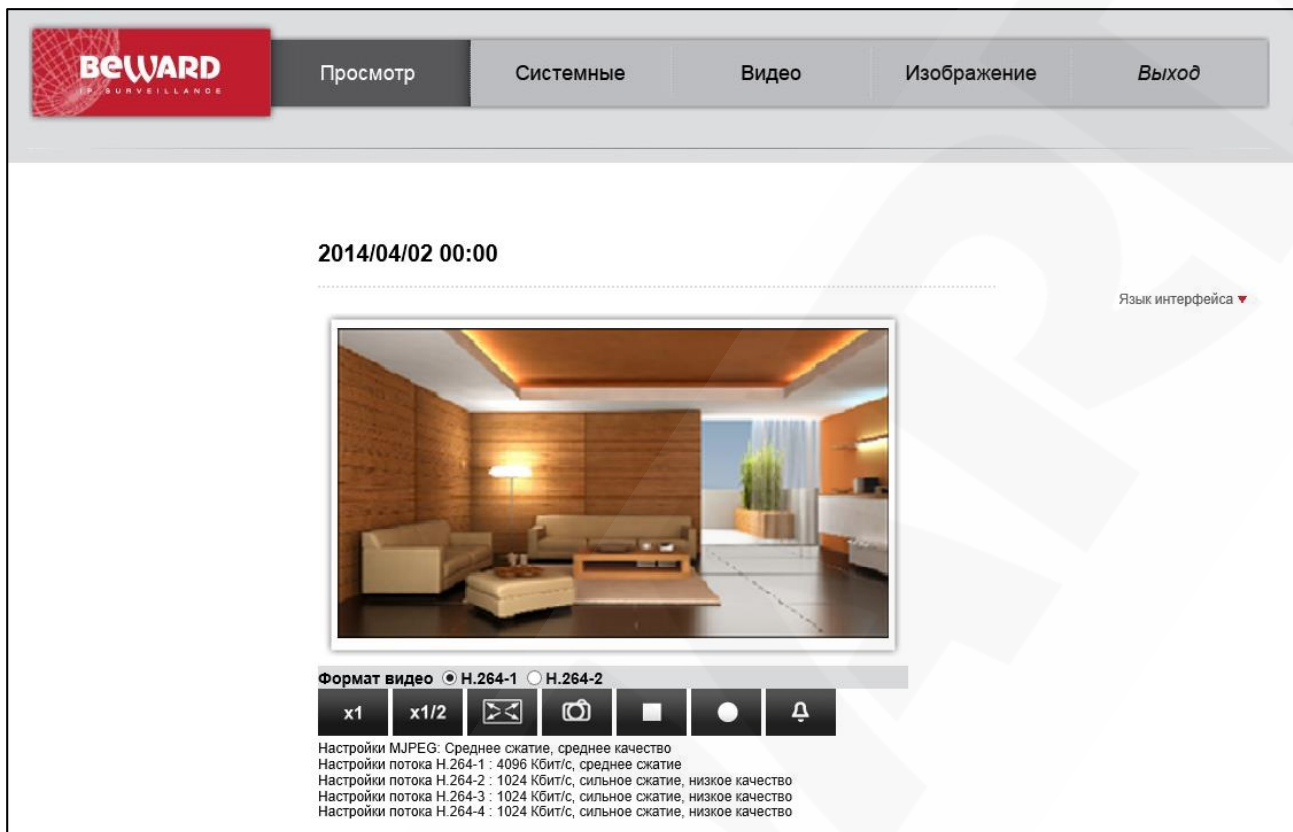 BEWARD
IP SURVEILLANCE
Просмотр
Системные
Видео
Изображение
Выход
2014/04/02 00:00
Язык интерфейса
Формат видео H.264-1 H.264-2
x1 x1/2
Настройки MJPEG: Среднее сжатие, среднее качество
Настройки потока H.264-1 : 4096 Кбит/с, среднее сжатие
Настройки потока H.264-2 : 1024 Кбит/с, сильное сжатие, низкое качество
Настройки потока H.264-3 : 1024 Кбит/с, сильное сжатие, низкое качество
Настройки потока H.264-4 : 1024 Кбит/с, сильное сжатие, низкое качество